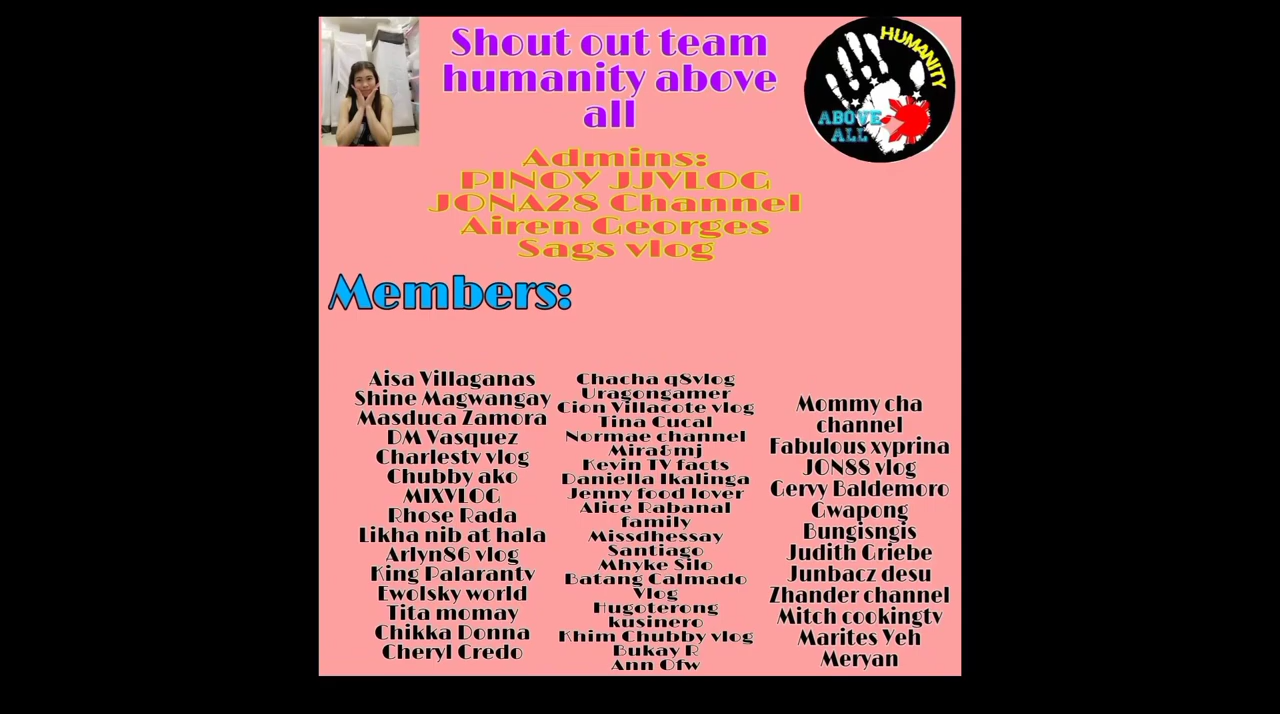 Shout out team
humanity above
all
HUMANITY
ABOVE
ALL
Admins:
PINOY JJVLOG
JONA28 Channel
Airen Georges
Sags vlog
Members:
Aisa Villaganas
Shine Magwangay
Masduca Zamora
DM Vasquez
Charlestv vlog
Chubby ako
MIXVLOG
Rhose Rada
Likha nib at hala
Arlyn86 vlog
King Palarantv
Ewolsky world
Tita momay
Chikka Donna
Cheryl Credo
Chacha q8vlog
Uragongamer
Cion Villacote vlog
Tina Cucal
Normae channel
Mira&mj
Kevin TV facts
Daniella Ikalinga
Jenny food lover
Alice Rabanal
family
Missdhessay
Santiago
Mhyke Silo
Batang Calmado
Vlog
Hugoterong
kusinero
Khim Chubby vlog
Bukay R
Ann Ofw
Mommy cha
channel
Fabulous xyprina
JON88 vlog
Gervy Baldemoro
Gwapong
Bungisngis
Judith Griebe
Junbacz desu
Zhander channel
Mitch cookingtv
Marites Yeh
Meryan